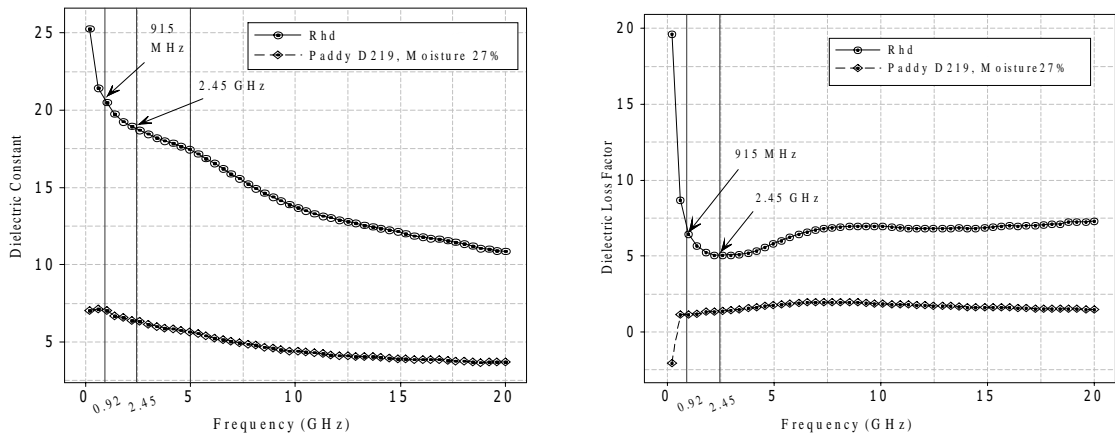 915
MHz
2.45 GHz
Rhd
Paddy D219, Moisture 27%
Dielectric Constant
25
20
15
10
5
0
0.92
2.45
5
10
15
20
Frequency (GHz)
Rhd
Paddy D219, Moisture27%
915 MHz
2.45 GHz
Dielectric Loss Factor
20
15
10
5
0
0
0.92
2.45
5
10
15
20
Frequency (GHz)